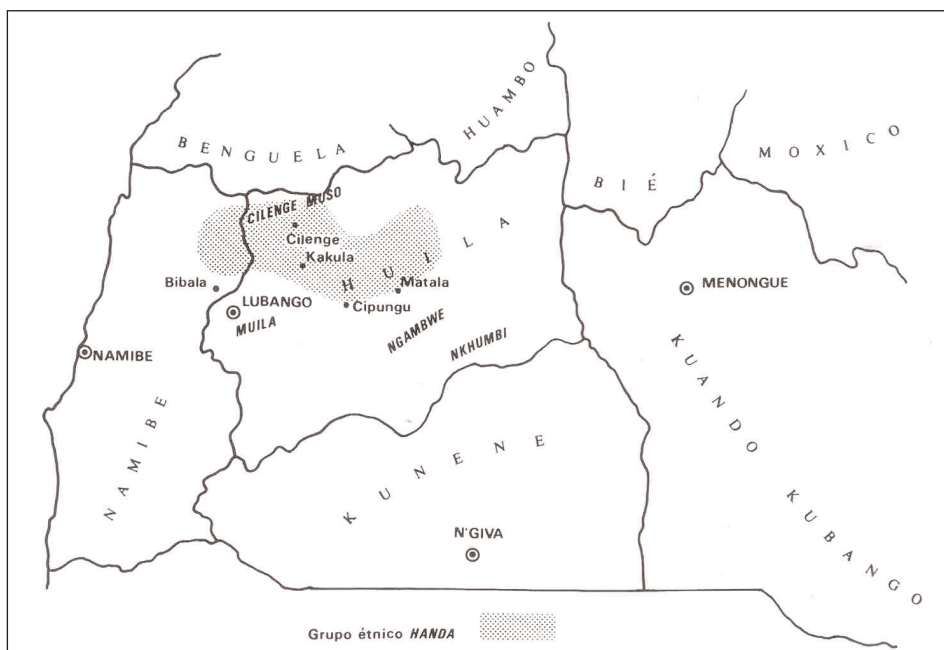 BENGUELA
HUAMBO
BIÉ
MOXICO
CILENGE MUSO
Cilenge
Kakula
HUILA
Bibala
Matala
MENONGUE
LUBANGO
Cipungu
MUILA
NGAMBWE
NKHUMBI
NAMIBE
NAMIBE
KUNENE
KUANDO KUBANGO
N'GIVA
Grupo étnico HANDA